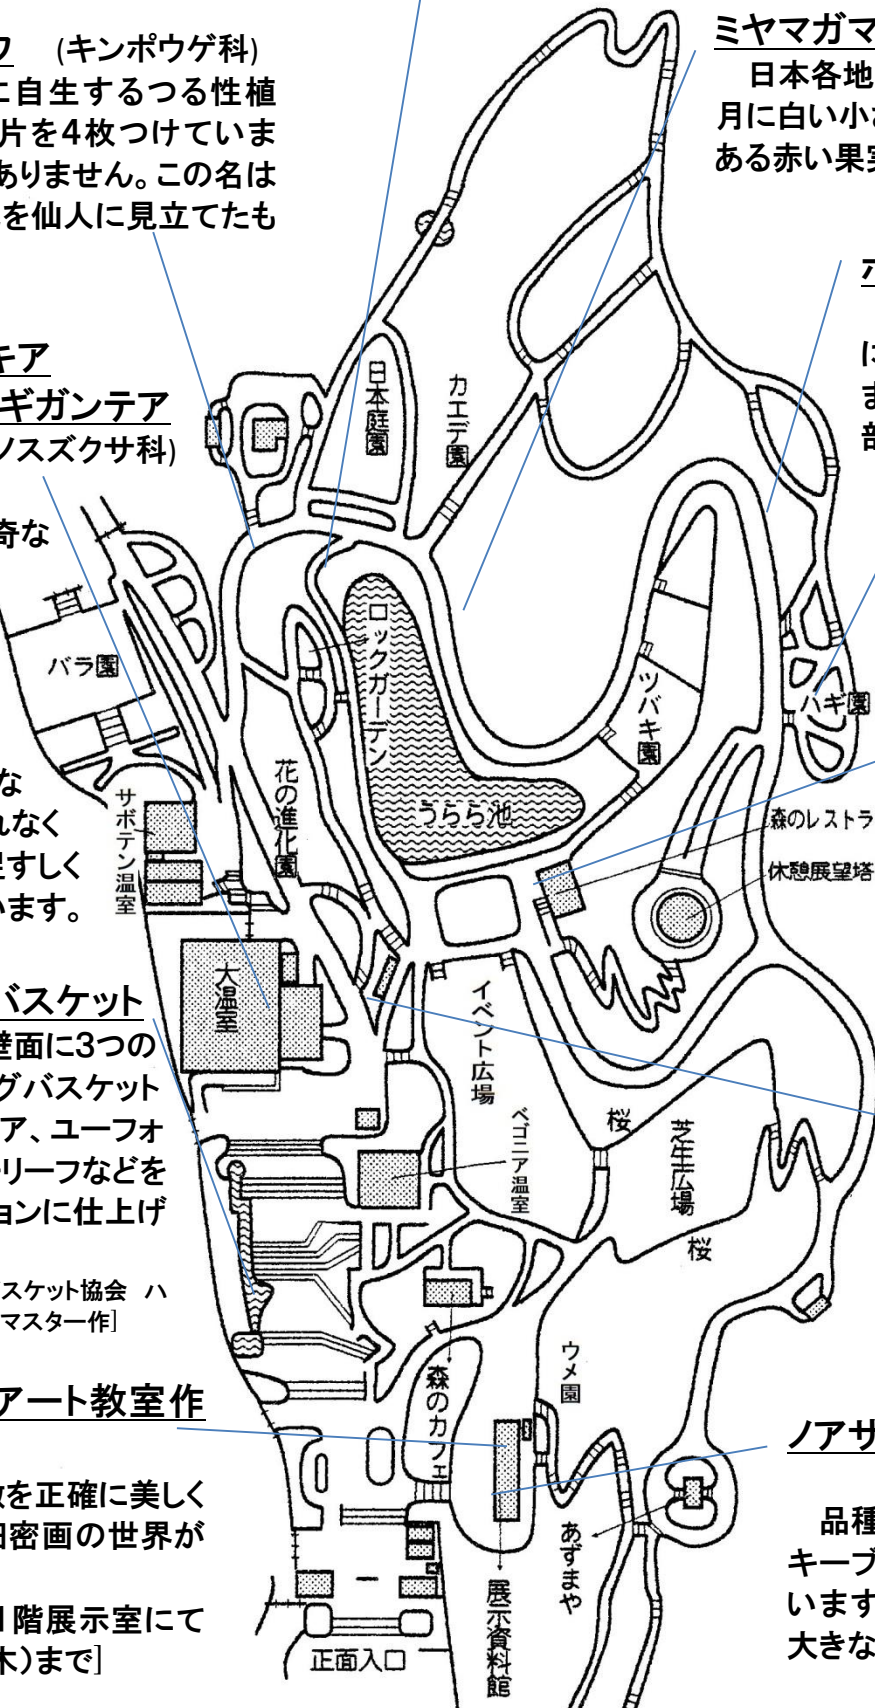 ウ (キンポウゲ科)
に自生するつる性植
片を4枚つけていま
ありません。この名は
を仙人に見立てたも
キア
ギガンテア
ノスズクサ科)
奇な
な
れなく
足すしく
います。
バスケット
壁面に3つの
グバスケット
ア、ユーフォ
リーフなどを
ョンに仕上げ
バスケット協会 ハ
マスター作]
アート教室作
徴を正確に美しく
細密画の世界が
1階展示室にて
木)まで]
ミヤマガマ
日本各地
月に白い小さ
ある赤い果実
に
ま
部
ノアサ
品種
キーブ
います
大きな
日本庭園
カエデ園
バラ園
ロックガーデン
ツバキ園
ハギ園
花の進化園
うらら池
サボテン温室
森のレストラ
休憩展望塔
大温室
イベント広場
ベゴニア温室
桜
芝生広場
桜
森のカフェ
ウメ園
あずまや
展示資料館
正面入口